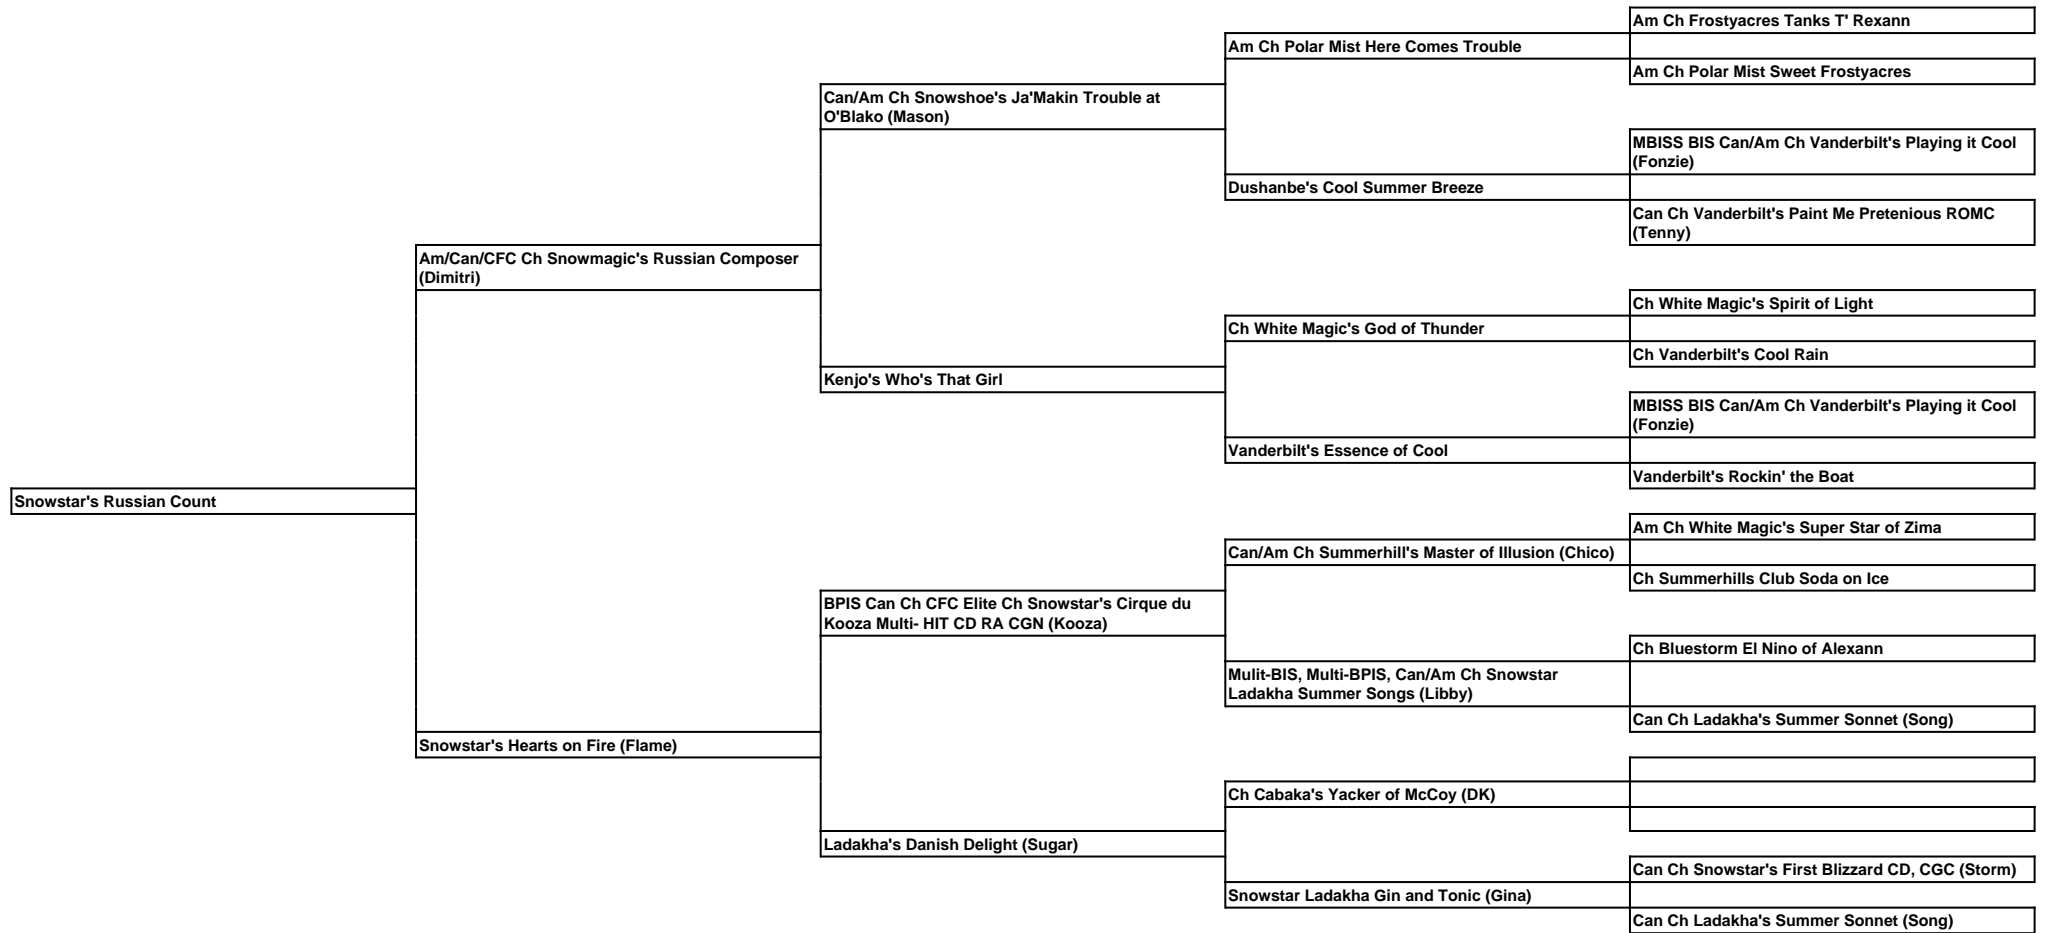 Am Ch Frostyacres Tanks T' Rexann
Am Ch Polar Mist Here Comes Trouble
Am Ch Polar Mist Sweet Frostyacres
Can/Am Ch Snowshoe's Ja'Makin Trouble at
O'Blako (Mason)
MBISS BIS Can/Am Ch Vanderbilt's Playing it Cool
(Fonzie)
Dushanbe's Cool Summer Breeze
Can Ch Vanderbilt's Paint Me Pretenious ROMC
(Tenny)
Am/Can/CFC Ch Snowmagic's Russian Composer
(Dimitri)
Ch White Magic's Spirit of Light
Ch White Magic's God of Thunder
Ch Vanderbilt's Cool Rain
Kenjo's Who's That Girl
MBISS BIS Can/Am Ch Vanderbilt's Playing it Cool
(Fonzie)
Vanderbilt's Essence of Cool
Vanderbilt's Rockin' the Boat
Snowstar's Russian Count
Am Ch White Magic's Super Star of Zima
Can/Am Ch Summerhill's Master of Illusion (Chico)
Ch Summerhills Club Soda on Ice
BPIS Can Ch CFC Elite Ch Snowstar's Cirque du
Kooza Multi- HIT CD RA CGN (Kooza)
Ch Bluestorm El Nino of Alexann
Mulit-BIS, Multi-BPIS, Can/Am Ch Snowstar
Ladakha Summer Songs (Libby)
Can Ch Ladakha's Summer Sonnet (Song)
Snowstar's Hearts on Fire (Flame)
Ch Cabaka's Yacker of McCoy (DK)
Ladakha's Danish Delight (Sugar)
Can Ch Snowstar's First Blizzard CD, CGC (Storm)
Snowstar Ladakha Gin and Tonic (Gina)
Can Ch Ladakha's Summer Sonnet (Song)